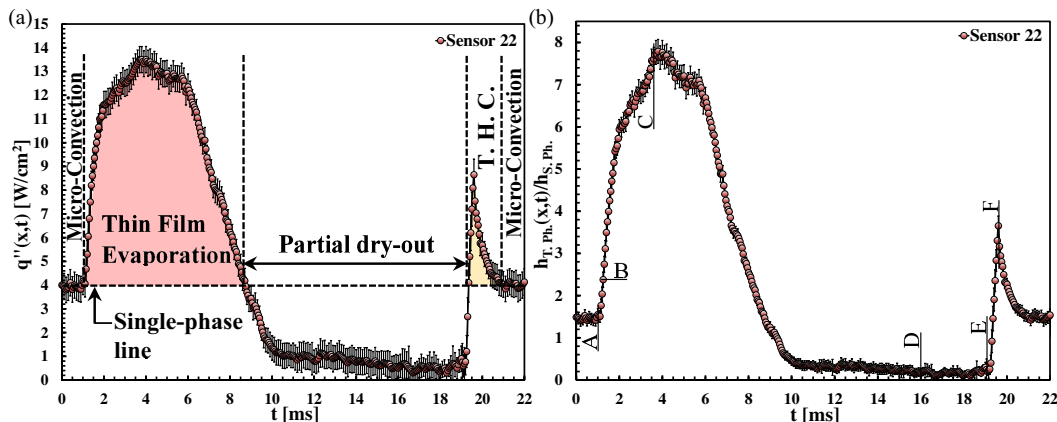 (a)
15
14
13
12
11
10
9
8
7
6
5
4
3
2
1
0
q''(x,t) [W/cm²]
Sensor 22
Micro-Convection
Thin Film
Evaporation
Partial dry-out
T. H. C.
Micro-Convection
Single-phase
line
0 2 4 6 8 10 12 14 16 18 20 22
t [ms]
(b)
8
7
6
5
4
3
2
1
0
h_T. Ph.(x,t)/h_S. Ph.
Sensor 22
A
B
C
D
E
F
0 2 4 6 8 10 12 14 16 18 20 22
t [ms]